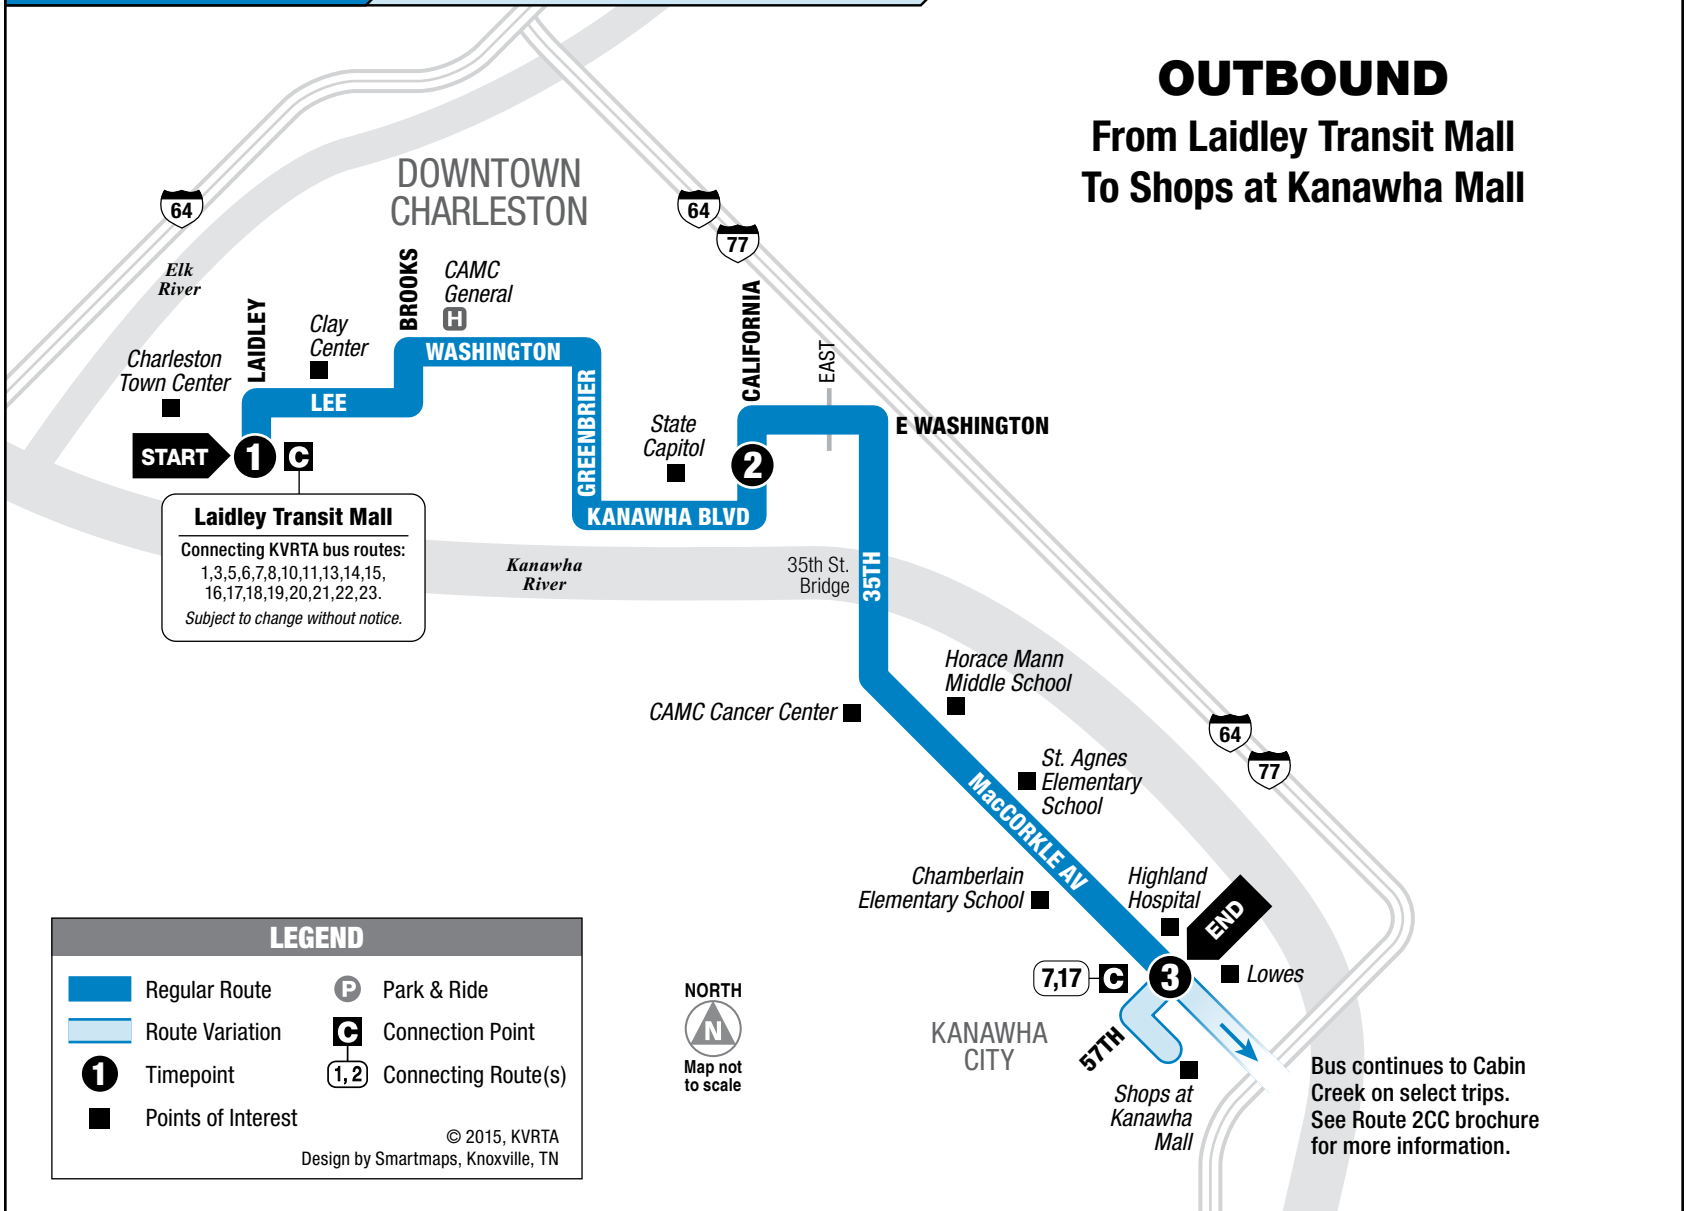 OUTBOUND
From Laidley Transit Mall
To Shops at Kanawha Mall
DOWNTOWN
CHARLESTON
64
64
77
Elk
River
LAIDLEY
BROOKS
CAMC
General
H
CALIFORNIA
Clay
Center
Charleston
Town Center
WASHINGTON
EAST
LEE
GREENBRIER
State
Capitol
E WASHINGTON
START
1
C
2
KANAWHA BLVD
Laidley Transit Mall
Connecting KVRTA bus routes:
1,3,5,6,7,8,10,11,13,14,15,
16,17,18,19,20,21,22,23.
Subject to change without notice.
Kanawha
River
35th St.
Bridge
35TH
Horace Mann
Middle School
CAMC Cancer Center
64
77
St. Agnes
Elementary
School
MacCORKLE AV
Chamberlain
Elementary School
Highland
Hospital
END
7,17
C
3
Lowes
KANAWHA
CITY
57TH
Shops at
Kanawha
Mall
Bus continues to Cabin
Creek on select trips.
See Route 2CC brochure
for more information.
NORTH
N
Map not
to scale
LEGEND
Regular Route
P Park & Ride
Route Variation
C Connection Point
1 Timepoint
1, 2 Connecting Route(s)
Points of Interest
© 2015, KVRTA
Design by Smartmaps, Knoxville, TN